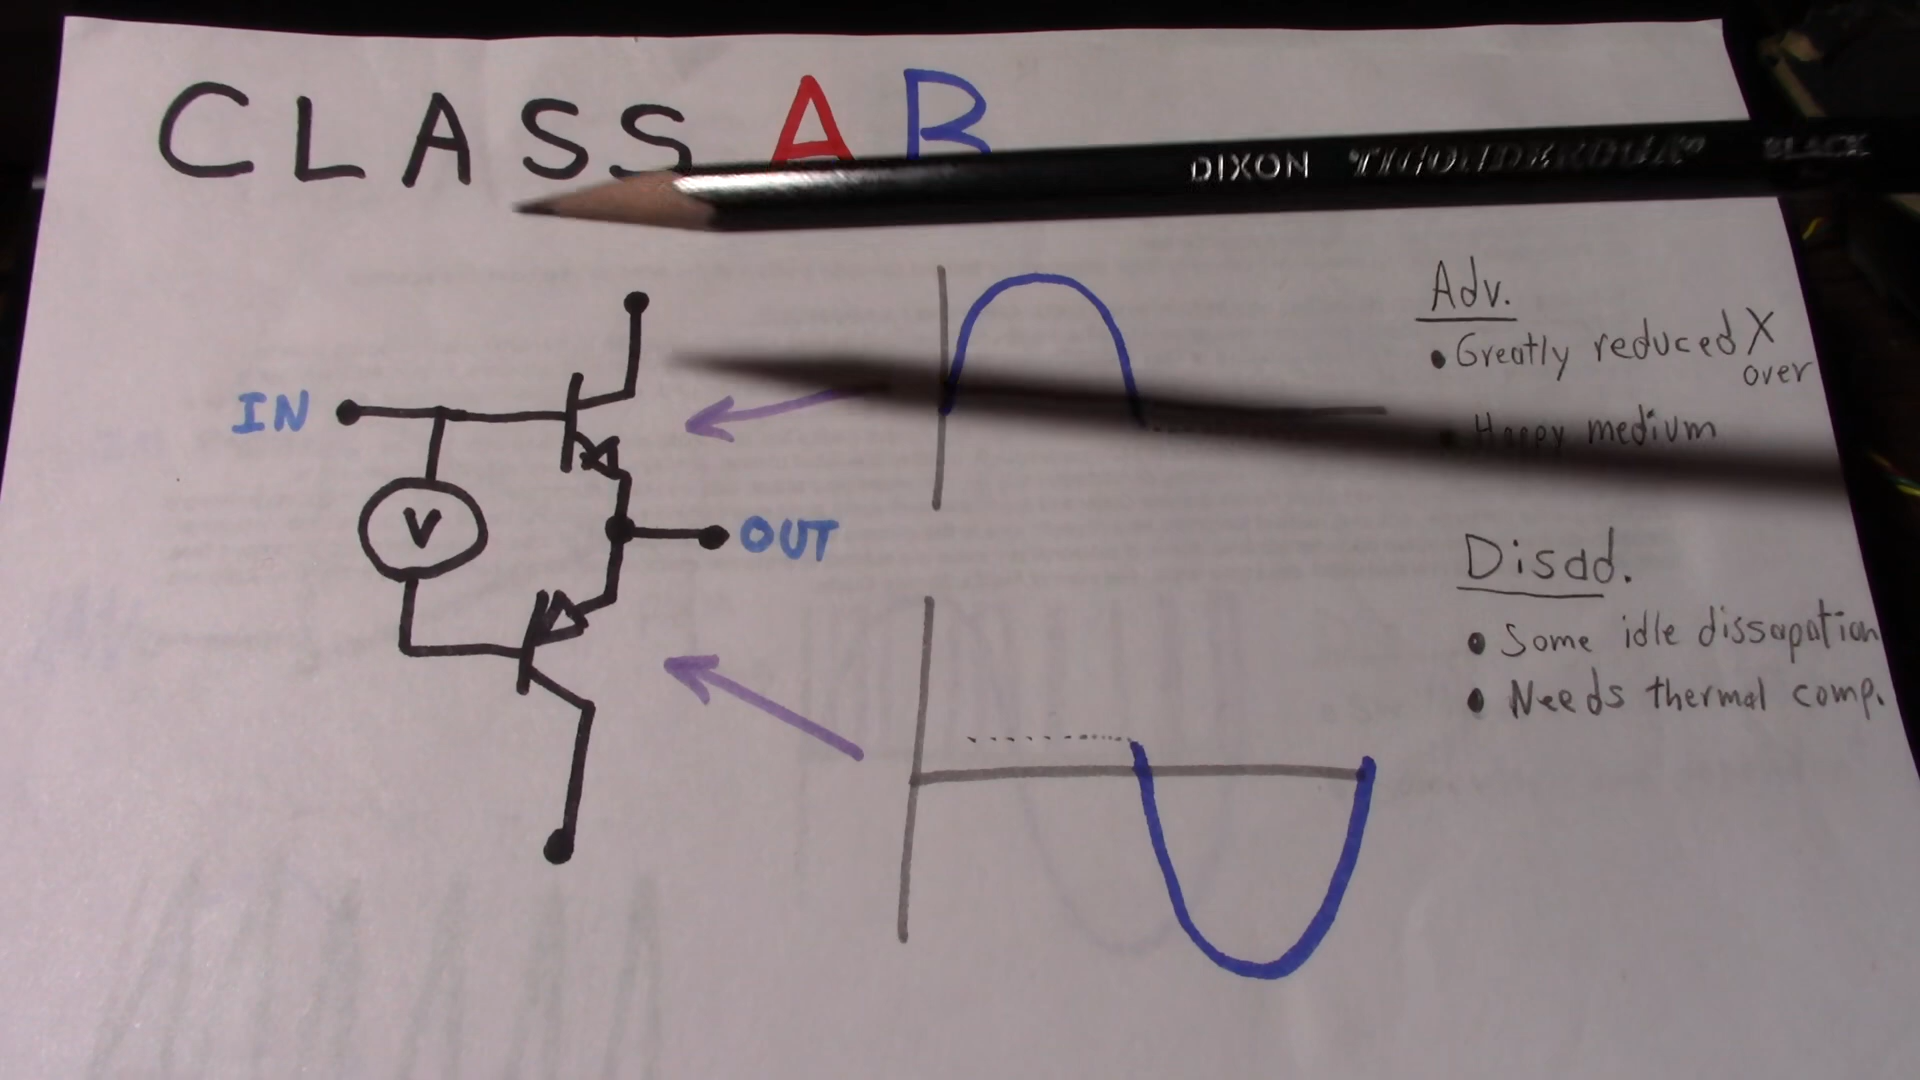 CLASS AB
DIXON TICONDEROGA BLACK
Adv.
• Greatly reduced X
over
• Happy medium
IN
V
OUT
Disad.
• Some idle dissapation
• Needs thermal comp.